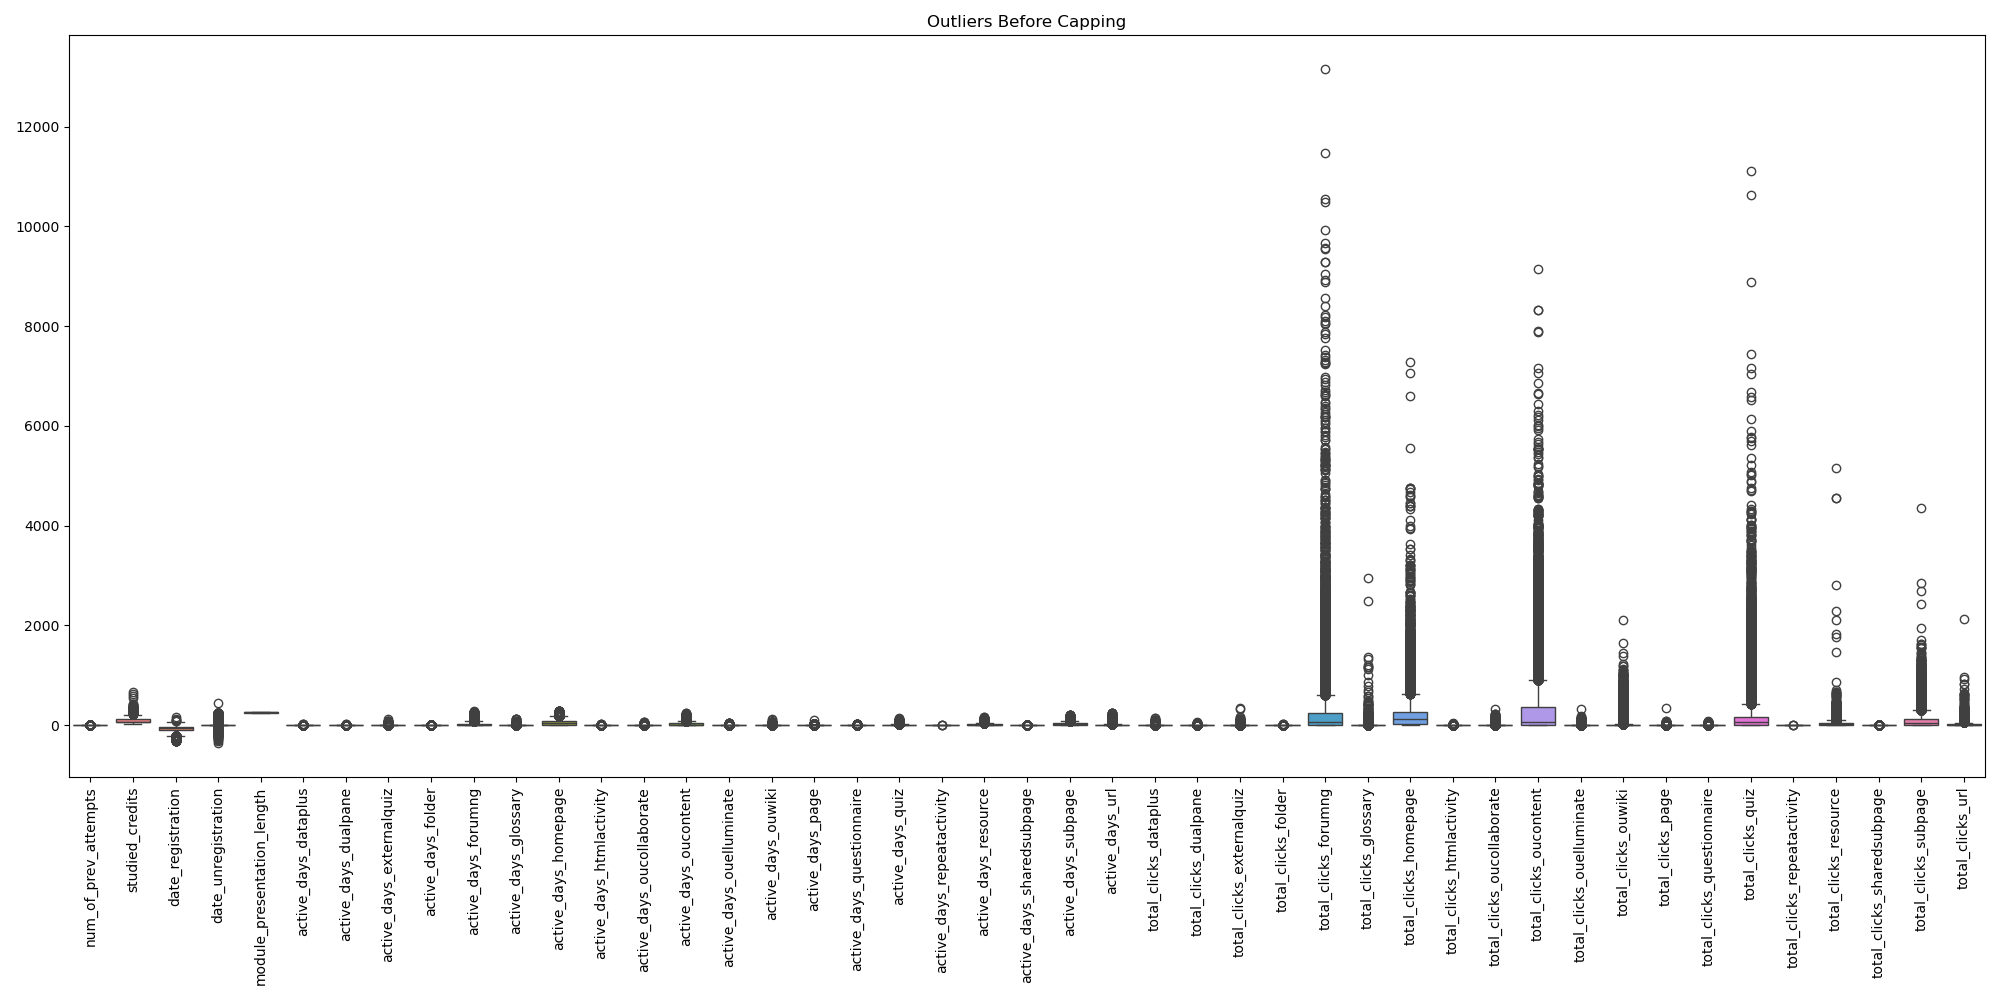 Outliers Before Capping
12000
10000
8000
6000
4000
2000
0
num_of_prev_attempts
studied_credits
date_registration
date_unregistration
module_presentation_length
active_days_dataplus
active_days_dualpane
active_days_externalquiz
active_days_folder
active_days_forumng
active_days_glossary
active_days_homepage
active_days_htmlactivity
active_days_oucollaborate
active_days_oucontent
active_days_ouelluminate
active_days_ouwiki
active_days_page
active_days_questionnaire
active_days_quiz
active_days_repeatactivity
active_days_resource
active_days_sharedsubpage
active_days_subpage
active_days_url
total_clicks_dataplus
total_clicks_dualpane
total_clicks_externalquiz
total_clicks_folder
total_clicks_forumng
total_clicks_glossary
total_clicks_homepage
total_clicks_htmlactivity
total_clicks_oucollaborate
total_clicks_oucontent
total_clicks_ouelluminate
total_clicks_ouwiki
total_clicks_page
total_clicks_questionnaire
total_clicks_quiz
total_clicks_repeatactivity
total_clicks_resource
total_clicks_sharedsubpage
total_clicks_subpage
total_clicks_url